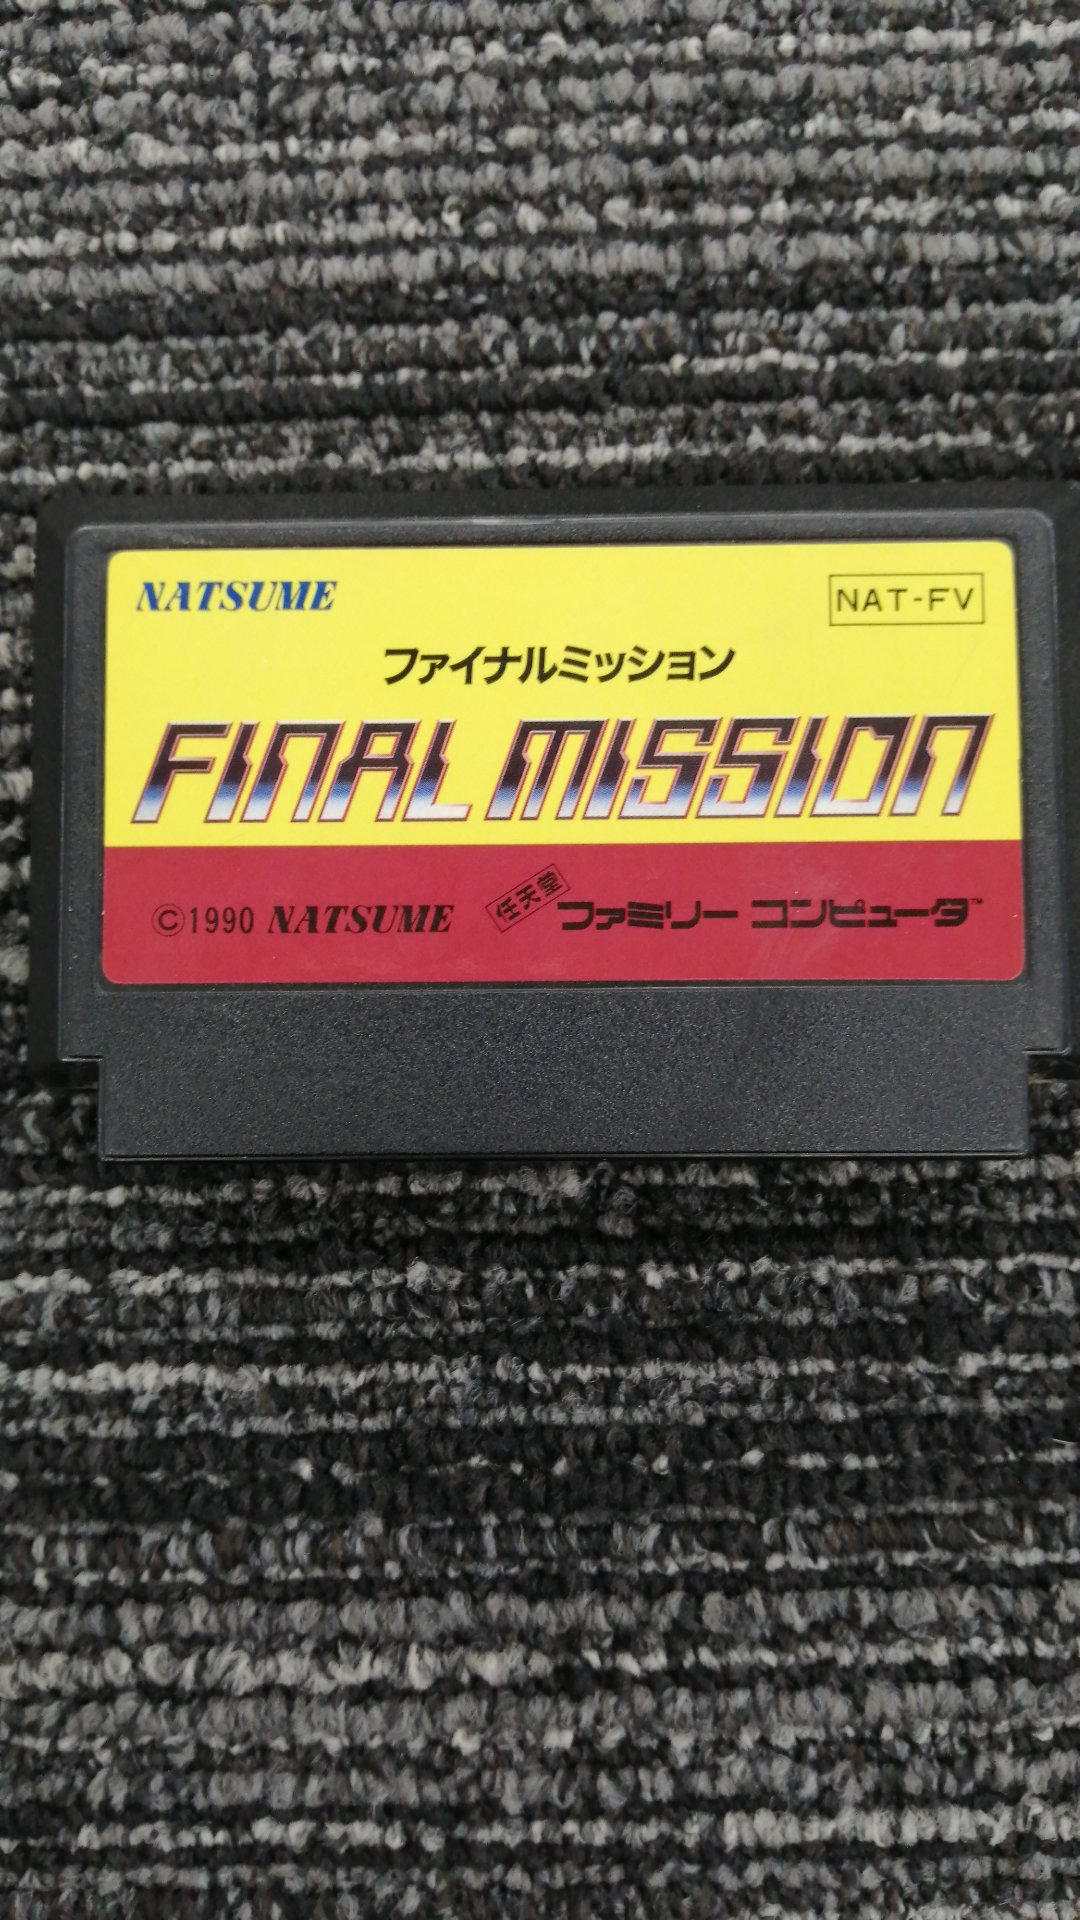 NATSUME
NAT-FV
ファイナルミッション
FINAL MISSION
©1990 NATSUME 任天堂 ファミリー コンピュータ™